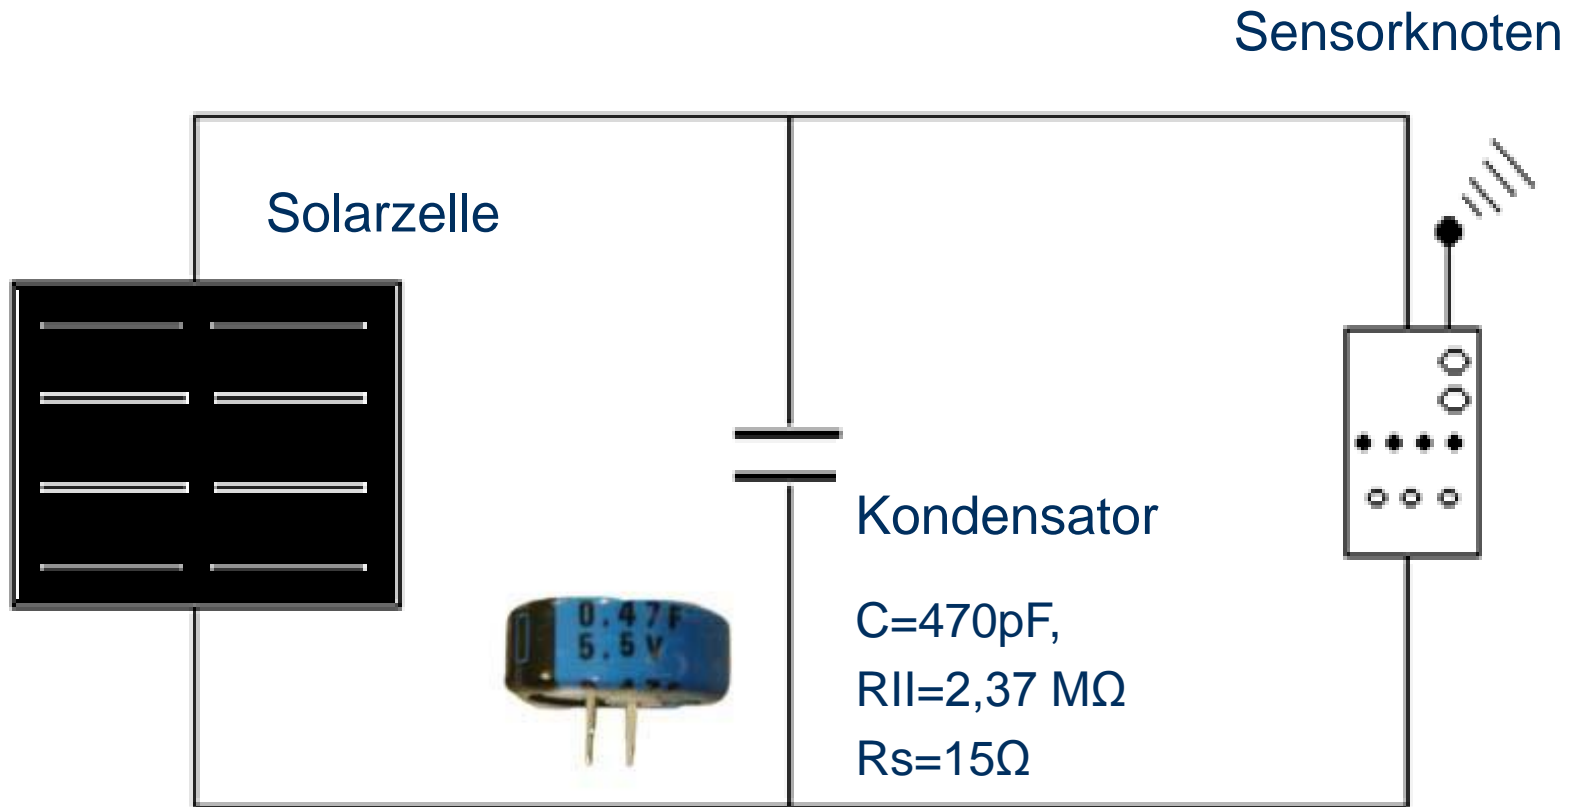 Sensorknoten
Solarzelle
Kondensator
0.47F
5.5V
C=470pF,
RII=2,37 MΩ
Rs=15Ω